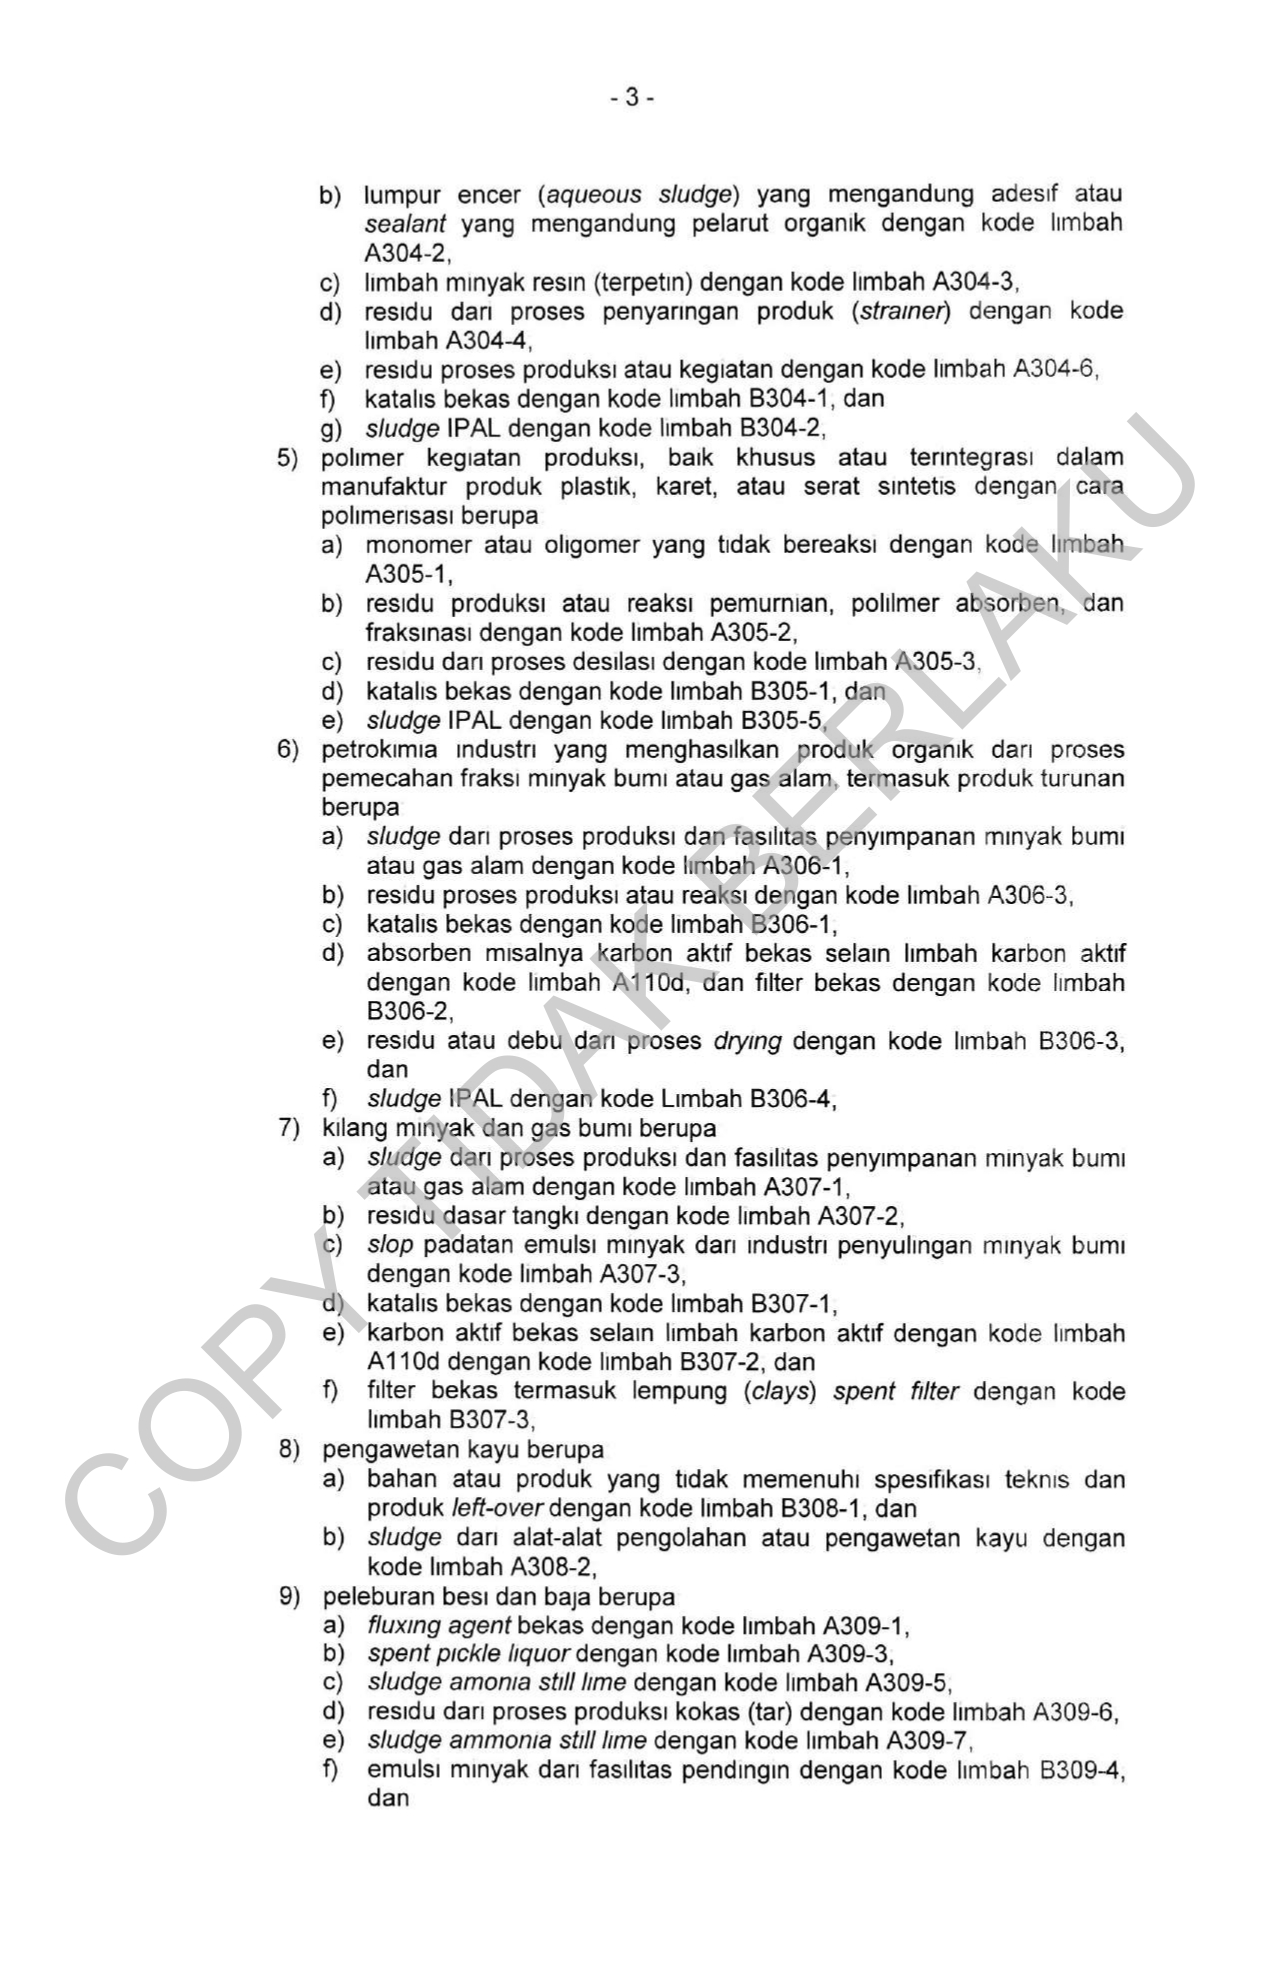 - 3 -
b) lumpur encer (aqueous sludge) yang mengandung adesif atau
sealant yang mengandung pelarut organik dengan kode limbah
A304-2,
c) limbah minyak resin (terpetin) dengan kode limbah A304-3,
d) residu dari proses penyaringan produk (strainer) dengan kode
limbah A304-4,
e) residu proses produksi atau kegiatan dengan kode limbah A304-6,
f) katalis bekas dengan kode limbah B304-1, dan
g) sludge IPAL dengan kode limbah B304-2,
5) polimer kegiatan produksi, baik khusus atau terintegrasi dalam
manufaktur produk plastik, karet, atau serat sintetis dengan cara
polimerisasi berupa
a) monomer atau oligomer yang tidak bereaksi dengan kode limbah
A305-1,
b) residu produksi atau reaksi pemurnian, polilmer absorben, dan
fraksinasi dengan kode limbah A305-2,
c) residu dari proses desilasi dengan kode limbah A305-3,
d) katalis bekas dengan kode limbah B305-1, dan
e) sludge IPAL dengan kode limbah B305-5,
6) petrokimia industri yang menghasilkan produk organik dari proses
pemecahan fraksi minyak bumi atau gas alam, termasuk produk turunan
berupa
a) sludge dari proses produksi dan fasilitas penyimpanan minyak bumi
atau gas alam dengan kode limbah A306-1,
b) residu proses produksi atau reaksi dengan kode limbah A306-3,
c) katalis bekas dengan kode limbah B306-1;
d) absorben misalnya karbon aktif bekas selain limbah karbon aktif
dengan kode limbah A110d, dan filter bekas dengan kode limbah
B306-2,
e) residu atau debu dari proses drying dengan kode limbah B306-3,
dan
f) sludge IPAL dengan kode Limbah B306-4,
7) kilang minyak dan gas bumi berupa
a) sludge dari proses produksi dan fasilitas penyimpanan minyak bumi
atau gas alam dengan kode limbah A307-1,
b) residu dasar tangki dengan kode limbah A307-2,
c) slop padatan emulsi minyak dari industri penyulingan minyak bumi
dengan kode limbah A307-3,
d) katalis bekas dengan kode limbah B307-1,
e) karbon aktif bekas selain limbah karbon aktif dengan kode limbah
A110d dengan kode limbah B307-2, dan
f) filter bekas termasuk lempung (clays) spent filter dengan kode
limbah B307-3,
8) pengawetan kayu berupa
a) bahan atau produk yang tidak memenuhi spesifikasi teknis dan
produk left-over dengan kode limbah B308-1, dan
b) sludge dari alat-alat pengolahan atau pengawetan kayu dengan
kode limbah A308-2,
9) peleburan besi dan baja berupa
a) fluxing agent bekas dengan kode limbah A309-1,
b) spent pickle liquor dengan kode limbah A309-3,
c) sludge amonia still lime dengan kode limbah A309-5,
d) residu dari proses produksi kokas (tar) dengan kode limbah A309-6,
e) sludge ammonia still lime dengan kode limbah A309-7,
f) emulsi minyak dari fasilitas pendingin dengan kode limbah B309-4,
dan
COPY TIDAK BERLAKU